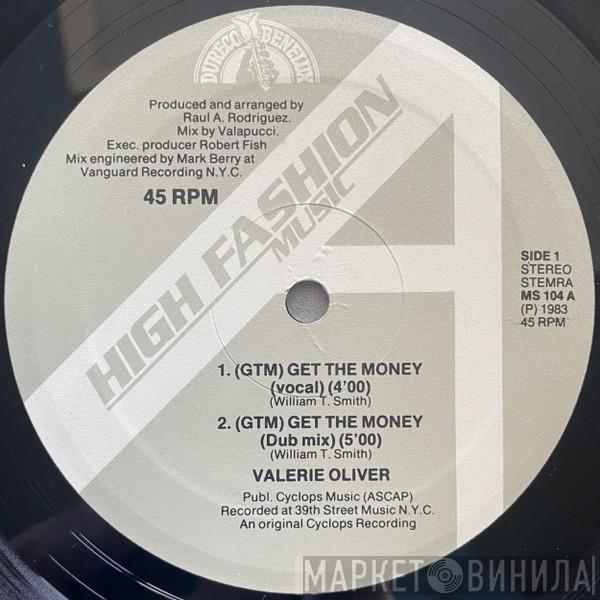 DURECO BENELUX
Produced and arranged by
Raul A. Rodriguez.
Mix by Valapucci.
Exec. producer Robert Fish
Mix engineered by Mark Berry at
Vanguard Recording N.Y.C.
45 RPM
HIGH FASHION
MUSIC
SIDE 1
STEREO
STEMRA
MS 104 A
(P) 1983
45 RPM
1. (GTM) GET THE MONEY
(vocal) (4'00)
(William T. Smith)
2. (GTM) GET THE MONEY
(Dub mix) (5'00)
(William T. Smith)
VALERIE OLIVER
Publ. Cyclops Music (ASCAP)
Recorded at 39th Street Music N.Y.C.
An original Cyclops Recording
МАРКЕТ ВИНИЛА!